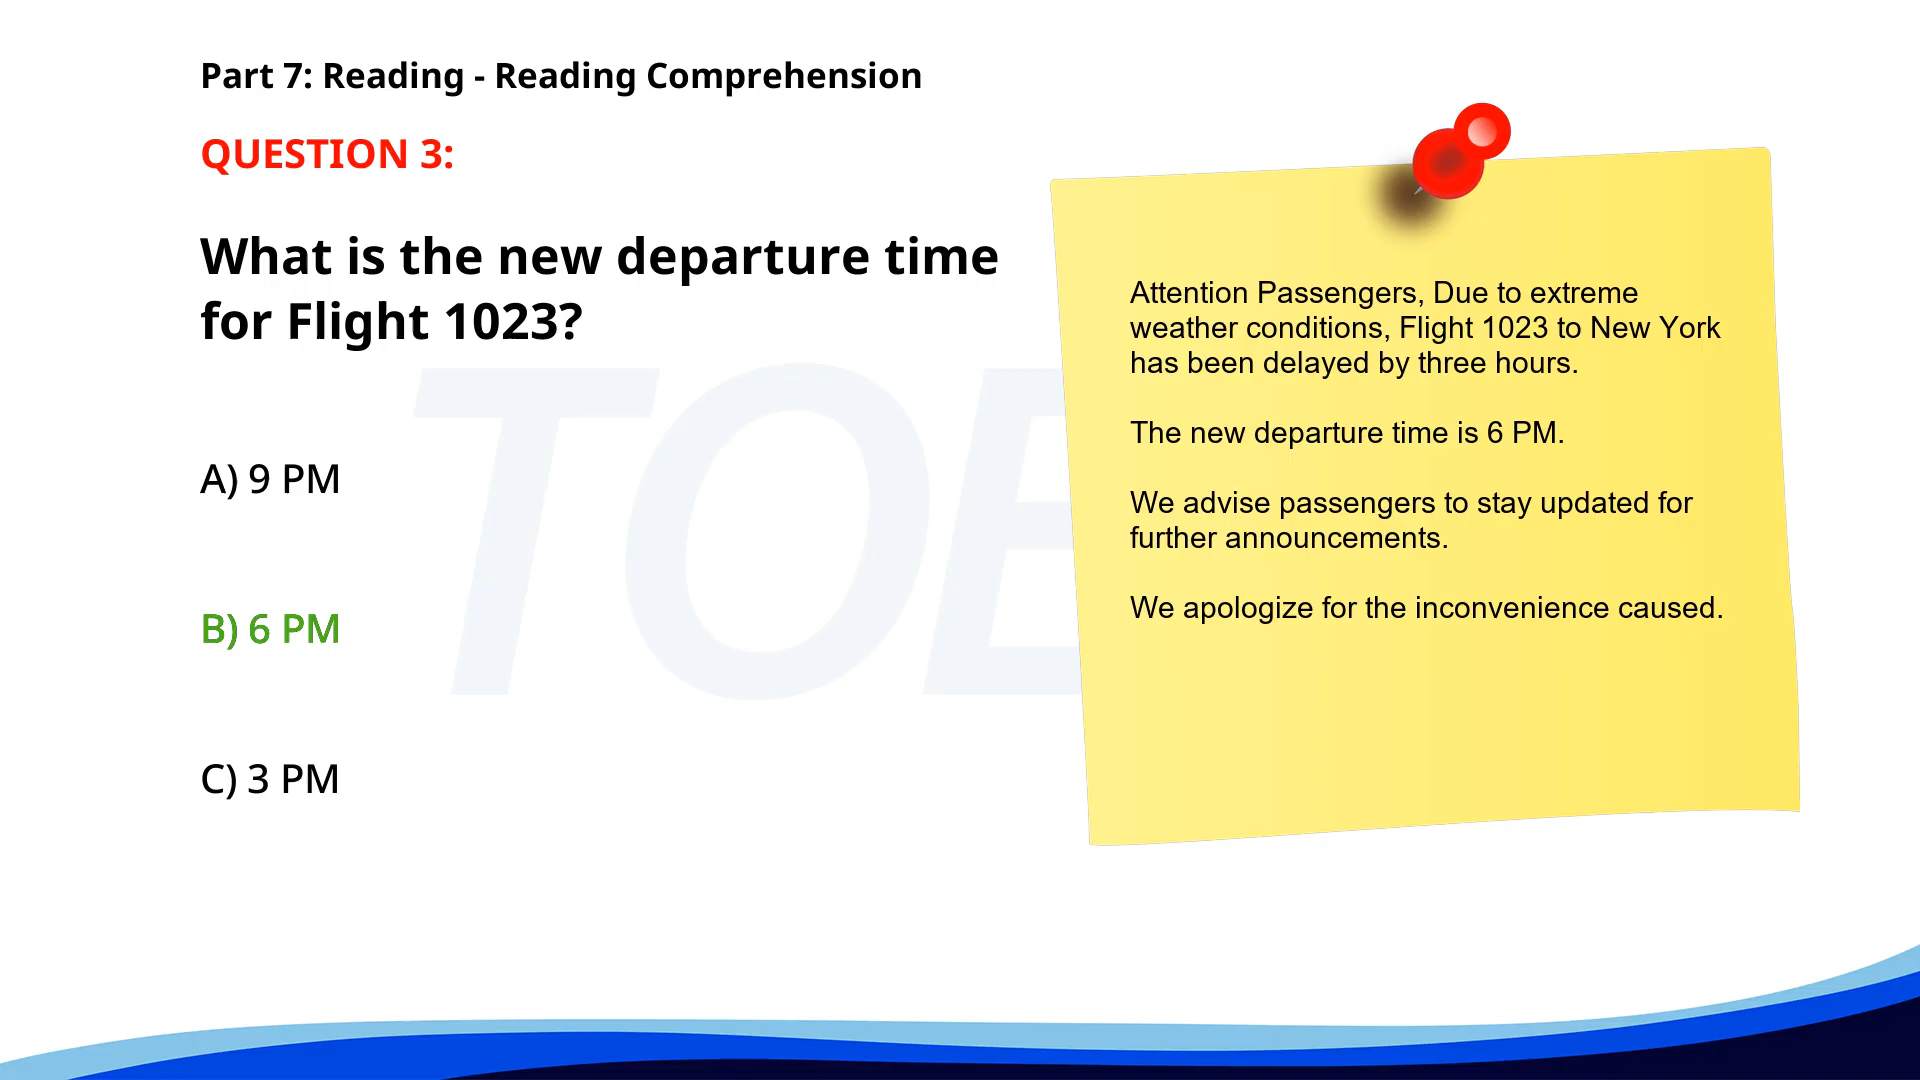 Part 7: Reading - Reading Comprehension
QUESTION 3:
What is the new departure time
for Flight 1023?
A) 9 PM
B) 6 PM
C) 3 PM
Attention Passengers, Due to extreme
weather conditions, Flight 1023 to New York
has been delayed by three hours.
The new departure time is 6 PM.
We advise passengers to stay updated for
further announcements.
We apologize for the inconvenience caused.
TOE